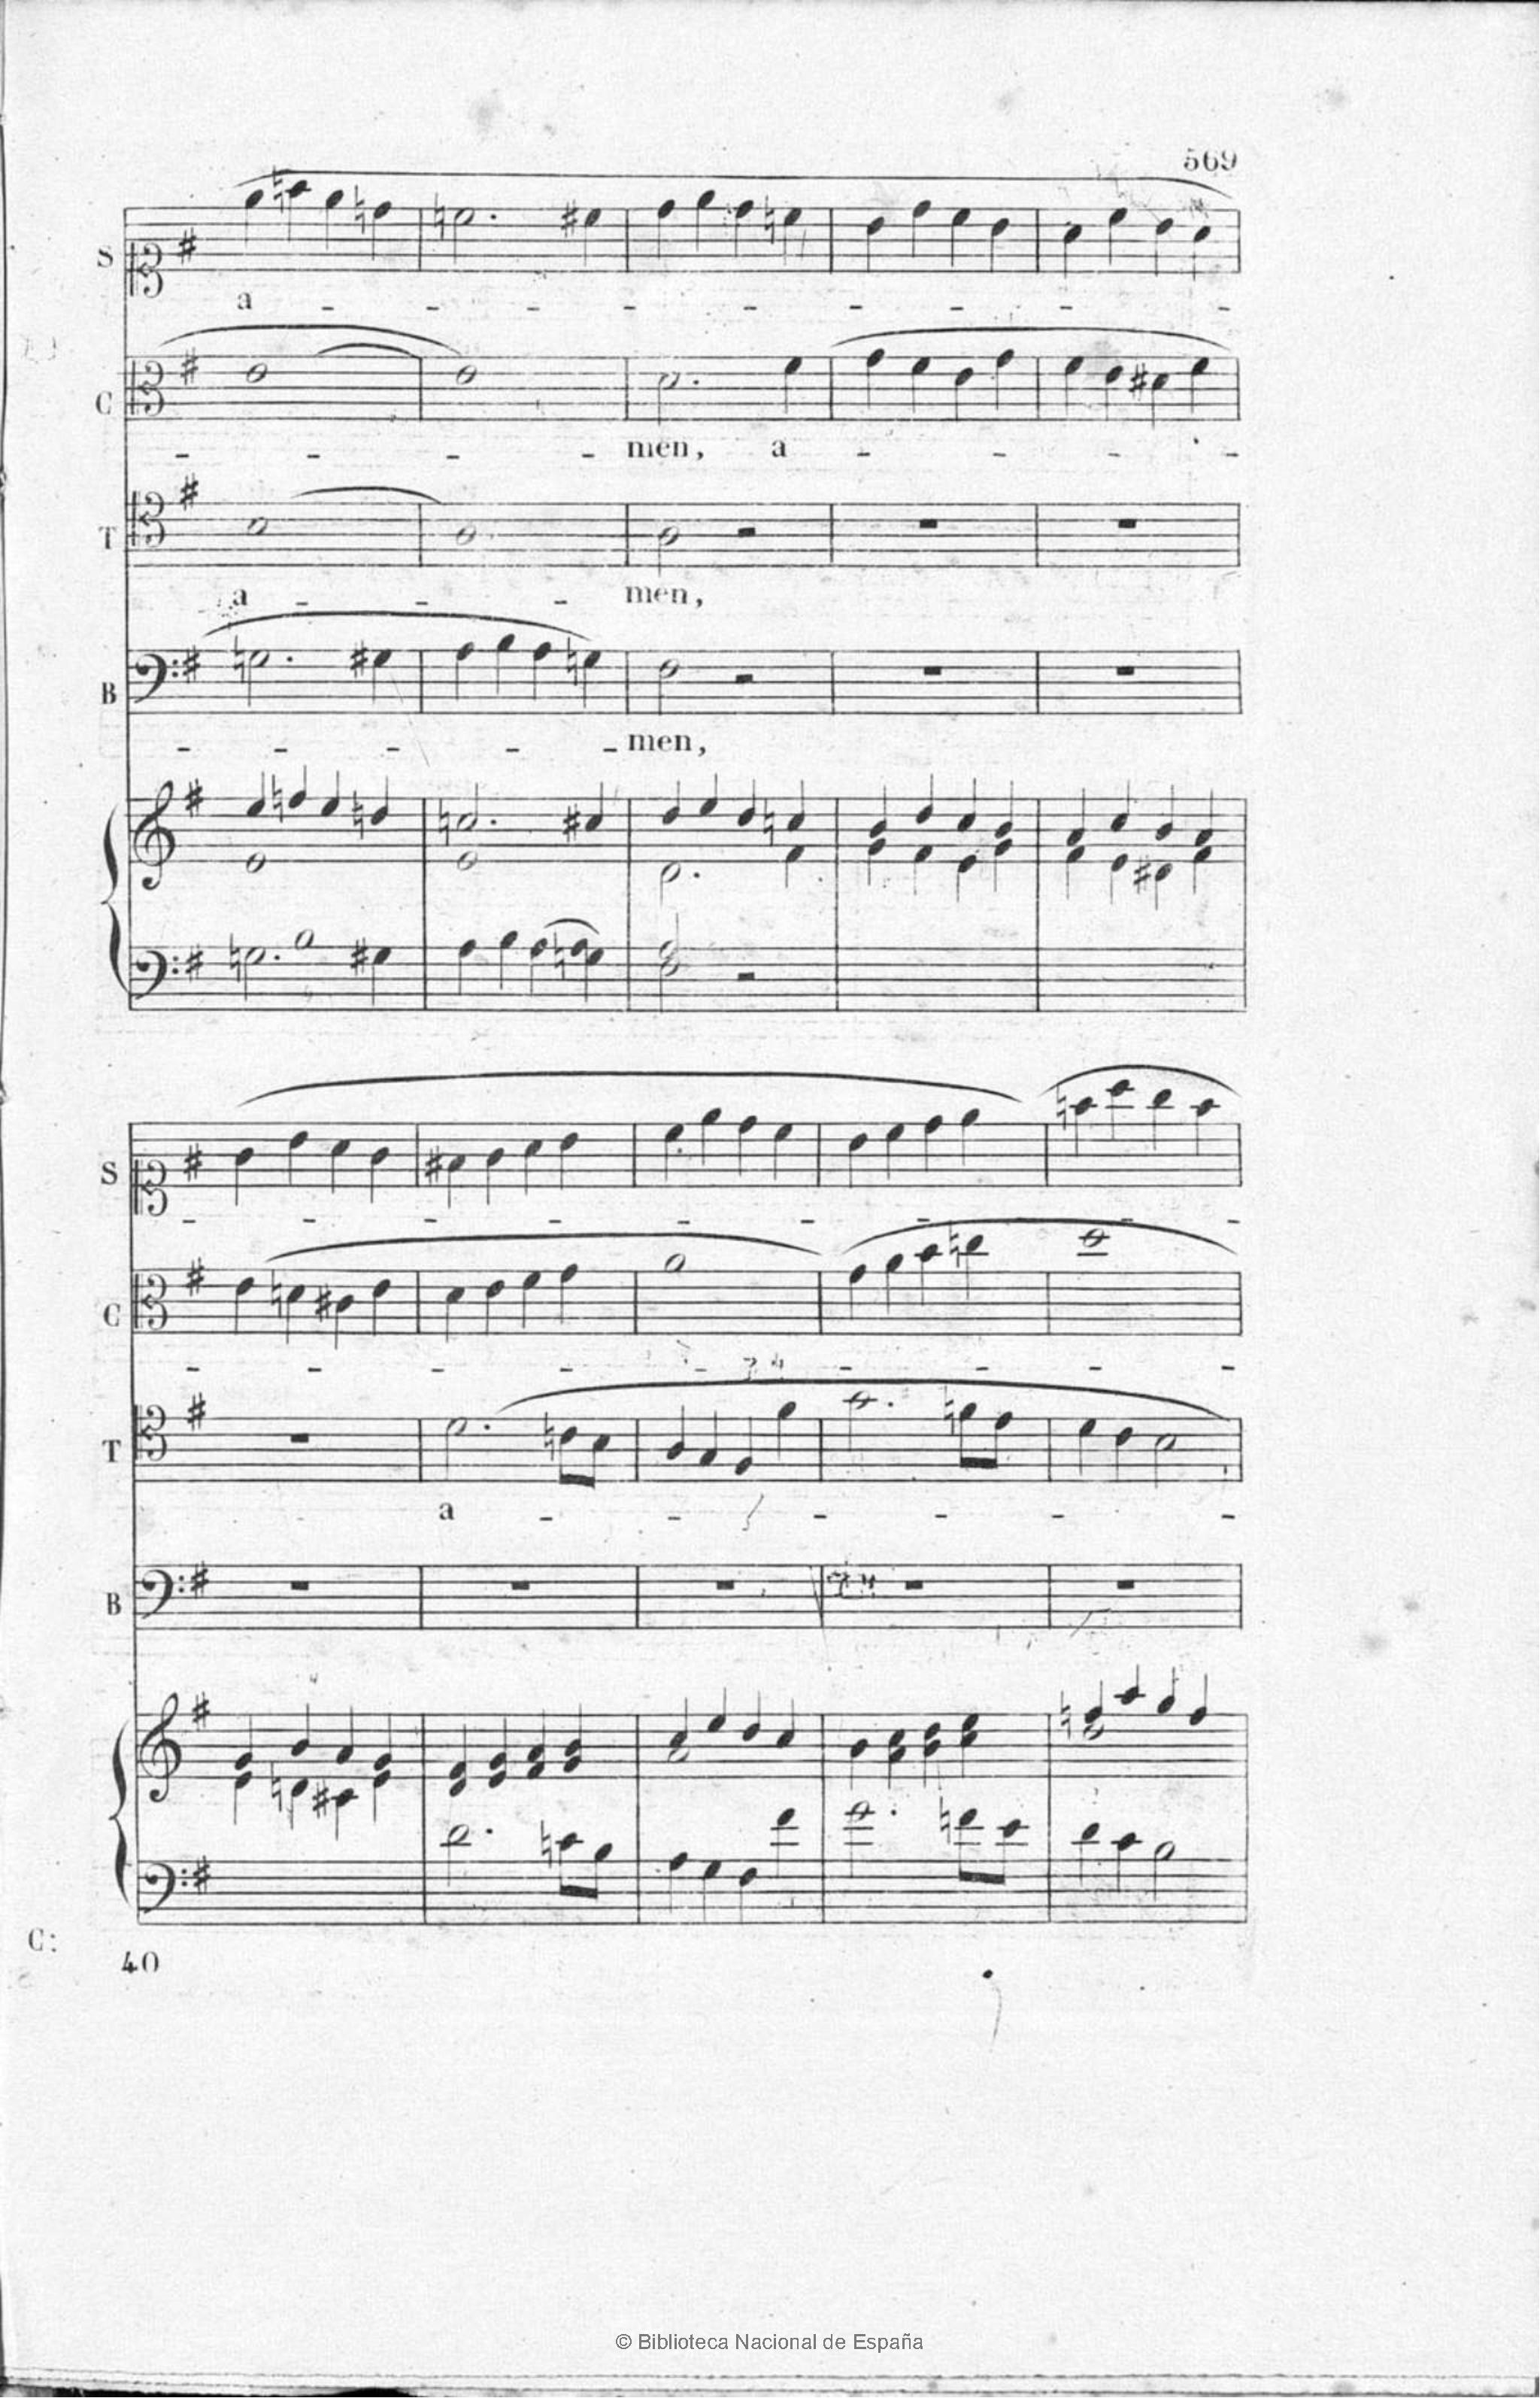 569
S
a - - - - - - - - -
C
- - - - men, a - - - -
T
a - - - men,
B
- - - - - men,
S
- - - - - - - - -
C
- - - - - - - - -
T
a - - - - - -
B
C:
40
© Biblioteca Nacional de España